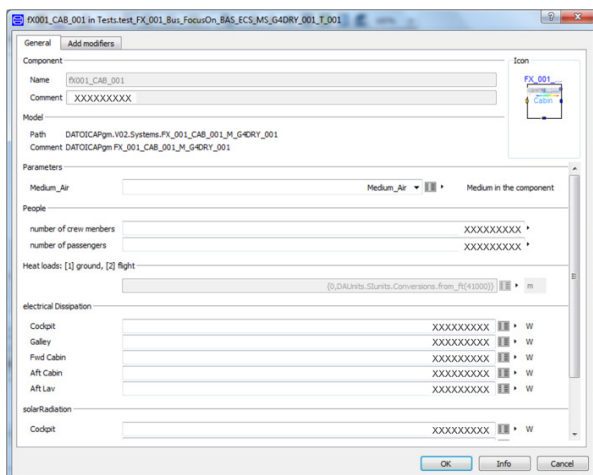 fX001_CAB_001 in Tests.test_FX_001_Bus_FocusOn_BAS_ECS_MS_G4DRY_001_T_001
General Add modifiers
Component Icon
Name fX001_CAB_001 FX_001_...
Comment XXXXXXXXX Cabin
Model
Path DATOICAPgm.V02.Systems.FX_001_CAB_001_M_G4DRY_001
Comment DATOICAPgm FX_001_CAB_001_M_G4DRY_001
Parameters
Medium_Air Medium_Air Medium in the component
People
number of crew menbers XXXXXXXXX
number of passengers XXXXXXXXX
Heat loads: [1] ground, [2] flight
{0,DAUnits.SIunits.Conversions.from_ft(41000)} m
electrical Dissipation
Cockpit XXXXXXXXX W
Galley XXXXXXXXX W
Fwd Cabin XXXXXXXXX W
Aft Cabin XXXXXXXXX W
Aft Lav XXXXXXXXX W
solarRadiation
Cockpit XXXXXXXXX W
OK Info Cancel